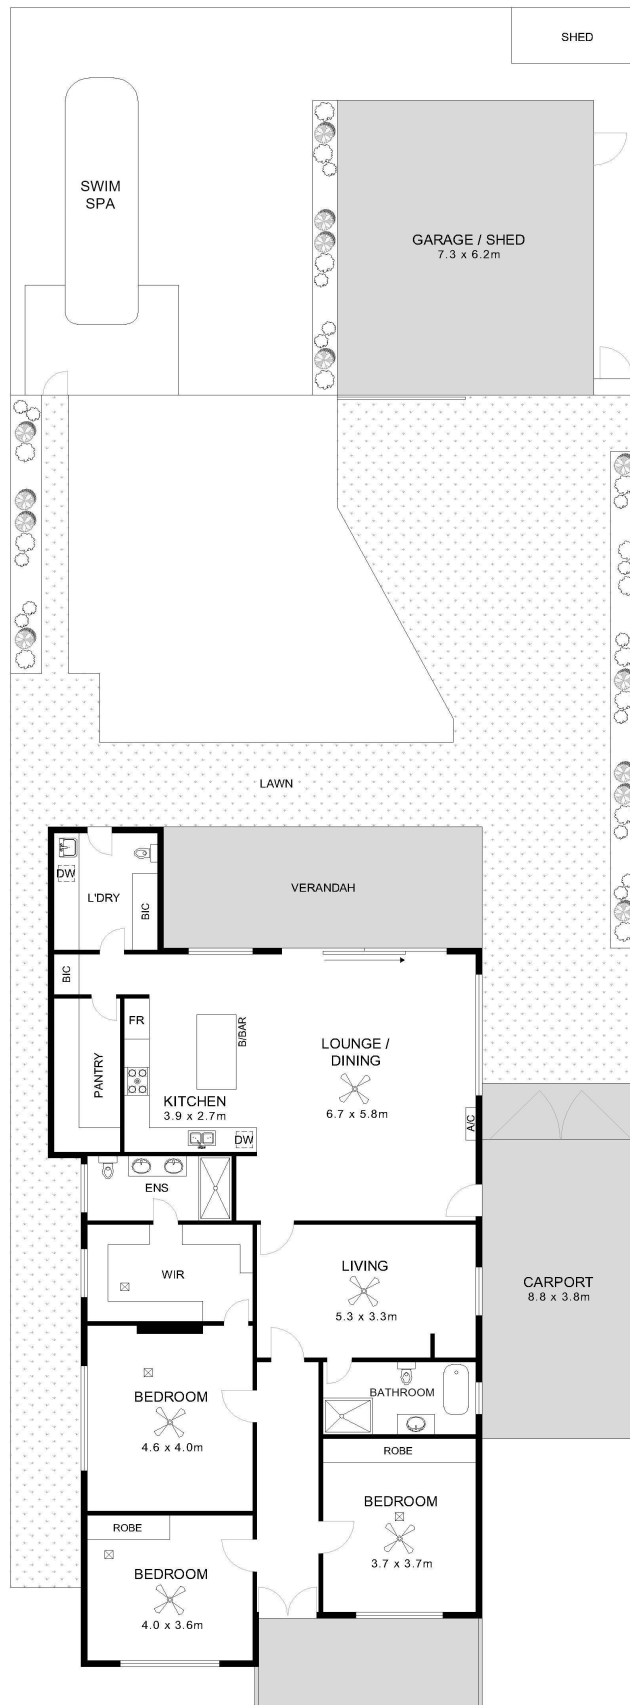 SHED
SWIM
SPA
GARAGE / SHED
7.3 x 6.2m
LAWN
VERANDAH
DW
L'DRY
BIC
BIC
FR
B/BAR
PANTRY
LOUNGE /
DINING
6.7 x 5.8m
KITCHEN
3.9 x 2.7m
DW
A/C
ENS
WIR
LIVING
5.3 x 3.3m
CARPORT
8.8 x 3.8m
BATHROOM
BEDROOM
4.6 x 4.0m
ROBE
BEDROOM
3.7 x 3.7m
ROBE
BEDROOM
4.0 x 3.6m